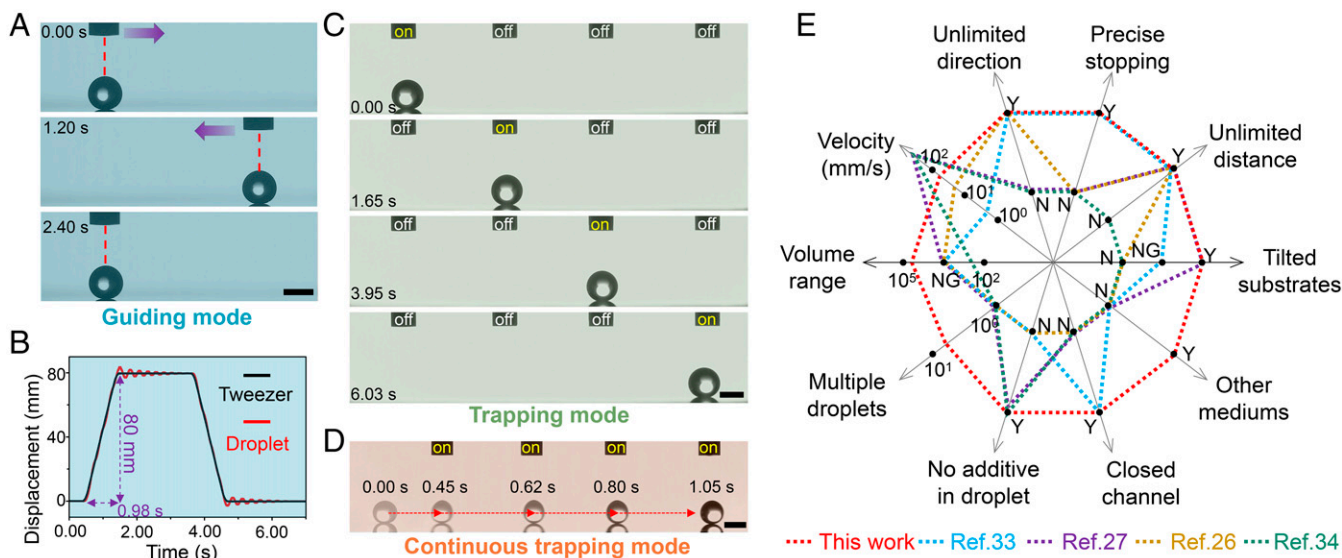 A
0.00 s
1.20 s
2.40 s
Guiding mode
B
Displacement (mm)
80
40
0
80 mm
0.98 s
Tweezer
Droplet
0.00 2.00 4.00 6.00
Time (s)
C
on off off off
0.00 s
off on off off
1.65 s
off off on off
3.95 s
off off off on
6.03 s
Trapping mode
D
on on on on
0.00 s 0.45 s 0.62 s 0.80 s 1.05 s
Continuous trapping mode
E
Unlimited
direction
Precise
stopping
Y Y
Velocity
(mm/s)
10²
10¹
10⁰
Unlimited
distance
Y
N N N
Volume
range
10⁵
NG
10²
N
NG
Y
Tilted
substrates
10⁰
N
10¹
N N
Y
Multiple
droplets
Other
mediums
Y Y
No additive
in droplet
Closed
channel
This work Ref.33 Ref.27 Ref.26 Ref.34